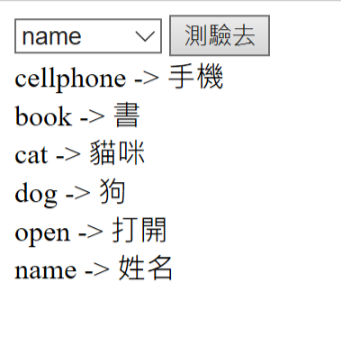 name 測驗去
cellphone -> 手機
book -> 書
cat -> 貓咪
dog -> 狗
open -> 打開
name -> 姓名